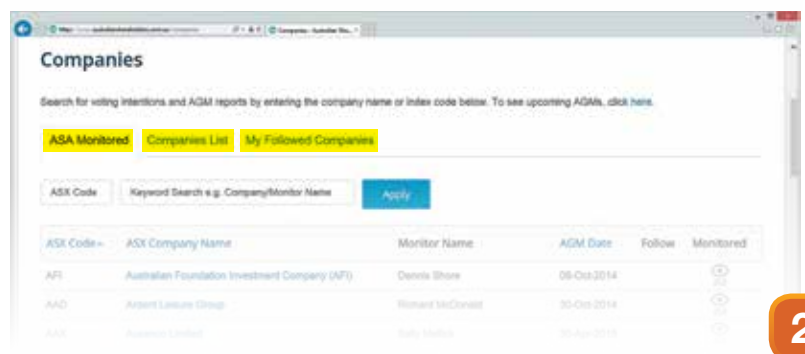 Companies - Australian Sha...
Companies
Search for voting intentions and AGM reports by entering the company name or index code below. To see upcoming AGMs, click here.
ASA Monitored Companies List My Followed Companies
ASX Code Keyword Search e.g. Company/Monitor Name Apply
ASX Code ASX Company Name Monitor Name AGM Date Follow Monitored
AFI Australian Foundation Investment Company (AFI) Dennis Shore 08-Oct-2014
AAD Ardent Leisure Group Richard McDonald 30-Oct-2014
2